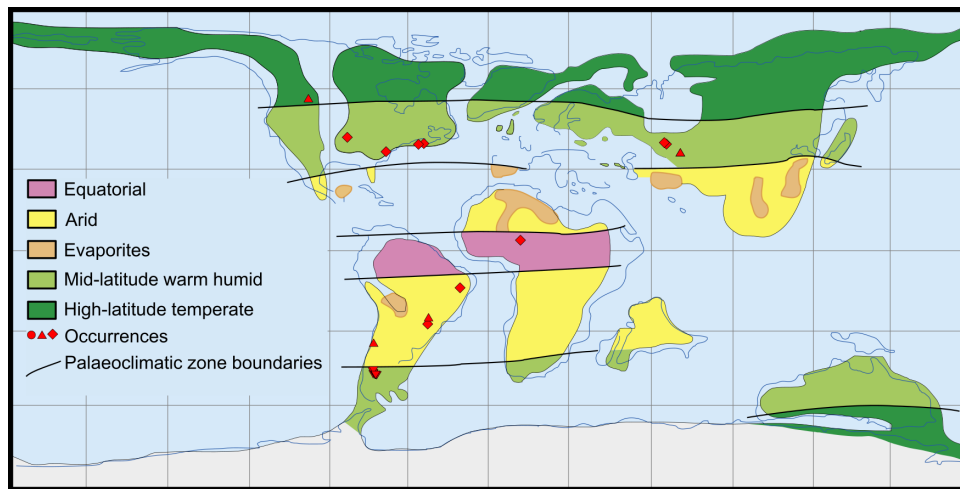 Equatorial
Arid
Evaporites
Mid-latitude warm humid
High-latitude temperate
Occurrences
Palaeoclimatic zone boundaries